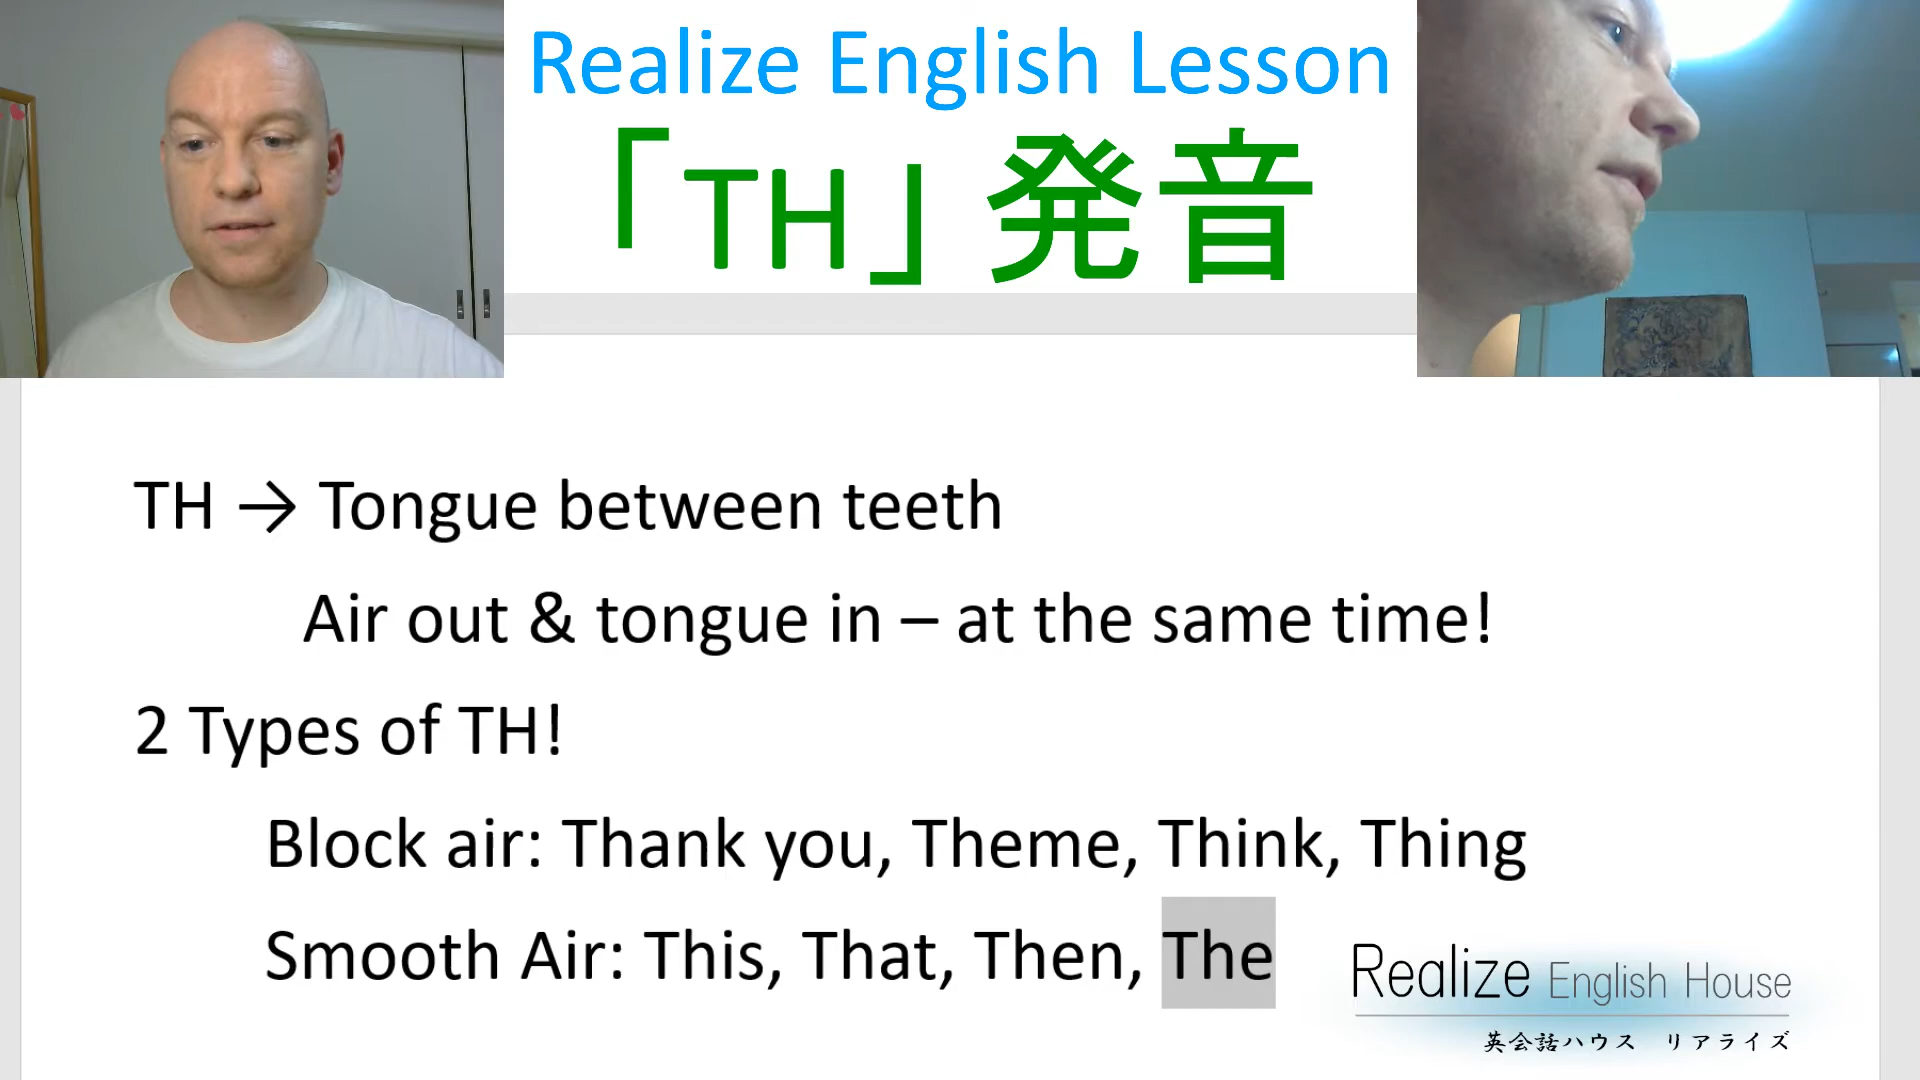 Realize English Lesson
「TH」発音
TH → Tongue between teeth
Air out & tongue in – at the same time!
2 Types of TH!
Block air: Thank you, Theme, Think, Thing
Smooth Air: This, That, Then, The
Realize English House
英会話ハウス リアライズ